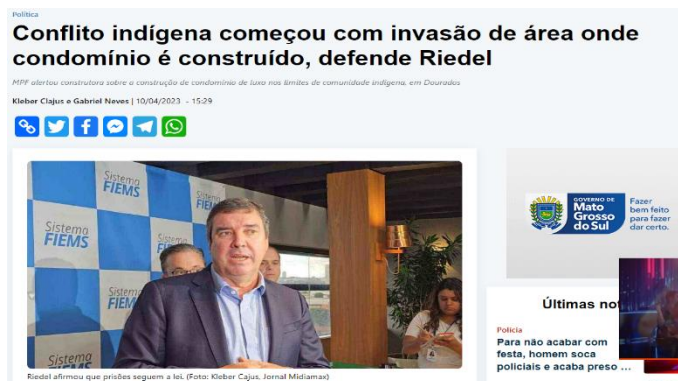 Política
Conflito indígena começou com invasão de área onde
condomínio é construído, defende Riedel
MPF alertou construtora sobre a construção de condomínio de luxo nos limites de comunidade indígena, em Dourados
Kleber Clajus e Gabriel Neves | 10/04/2023 - 15:29
Sistema
FIEMS
Sistema
FIEMS
Sistema
FIEMS
Sistema
FIEM
Sistema
Riedel afirmou que prisões seguem a lei. (Foto: Kleber Cajus, Jornal Midiamax)
GOVERNO DE
Mato
Grosso
do Sul
Fazer
bem feito
para fazer
dar certo.
Últimas not
Polícia
Para não acabar com
festa, homem soca
policiais e acaba preso ...